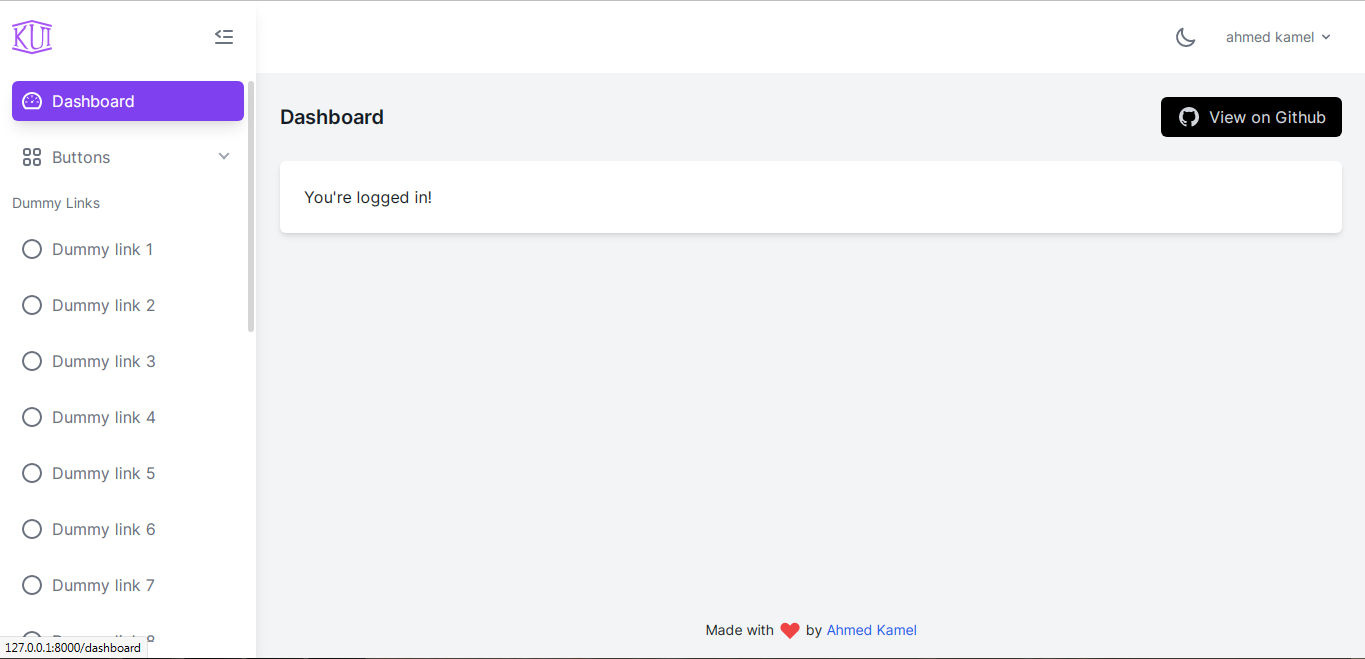 KUI
ahmed kamel
Dashboard
Dashboard
View on Github
Buttons
You're logged in!
Dummy Links
Dummy link 1
Dummy link 2
Dummy link 3
Dummy link 4
Dummy link 5
Dummy link 6
Dummy link 7
Made with ❤ by Ahmed Kamel
127.0.0.1:8000/dashboard